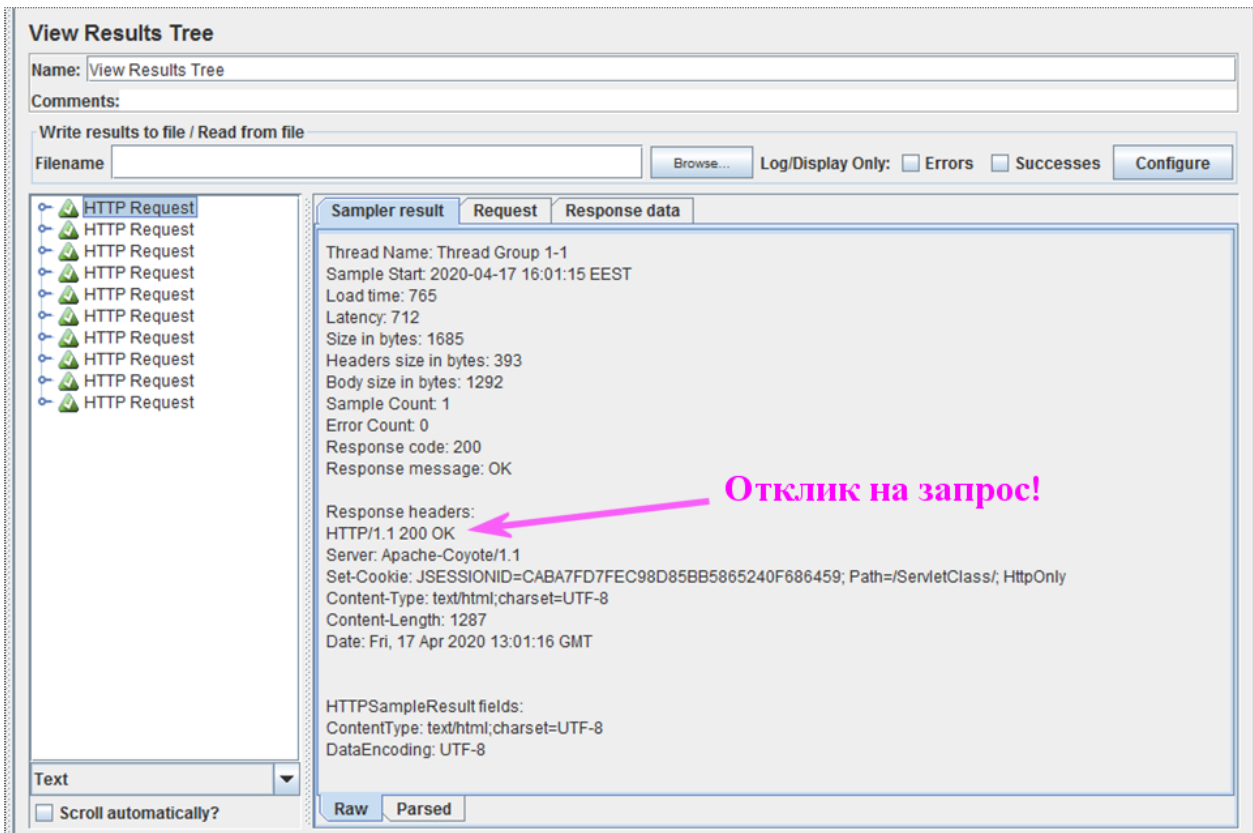 View Results Tree
Name: View Results Tree
Comments:
Write results to file / Read from file
Filename Browse... Log/Display Only: Errors Successes Configure
HTTP Request
HTTP Request
HTTP Request
HTTP Request
HTTP Request
HTTP Request
HTTP Request
HTTP Request
HTTP Request
HTTP Request
Text
Scroll automatically?
Sampler result Request Response data
Thread Name: Thread Group 1-1
Sample Start: 2020-04-17 16:01:15 EEST
Load time: 765
Latency: 712
Size in bytes: 1685
Headers size in bytes: 393
Body size in bytes: 1292
Sample Count: 1
Error Count: 0
Response code: 200
Response message: OK
Отклик на запрос!
Response headers:
HTTP/1.1 200 OK
Server: Apache-Coyote/1.1
Set-Cookie: JSESSIONID=CABA7FD7FEC98D85BB5865240F686459; Path=/ServletClass/; HttpOnly
Content-Type: text/html;charset=UTF-8
Content-Length: 1287
Date: Fri, 17 Apr 2020 13:01:16 GMT
HTTPSampleResult fields:
ContentType: text/html;charset=UTF-8
DataEncoding: UTF-8
Raw Parsed